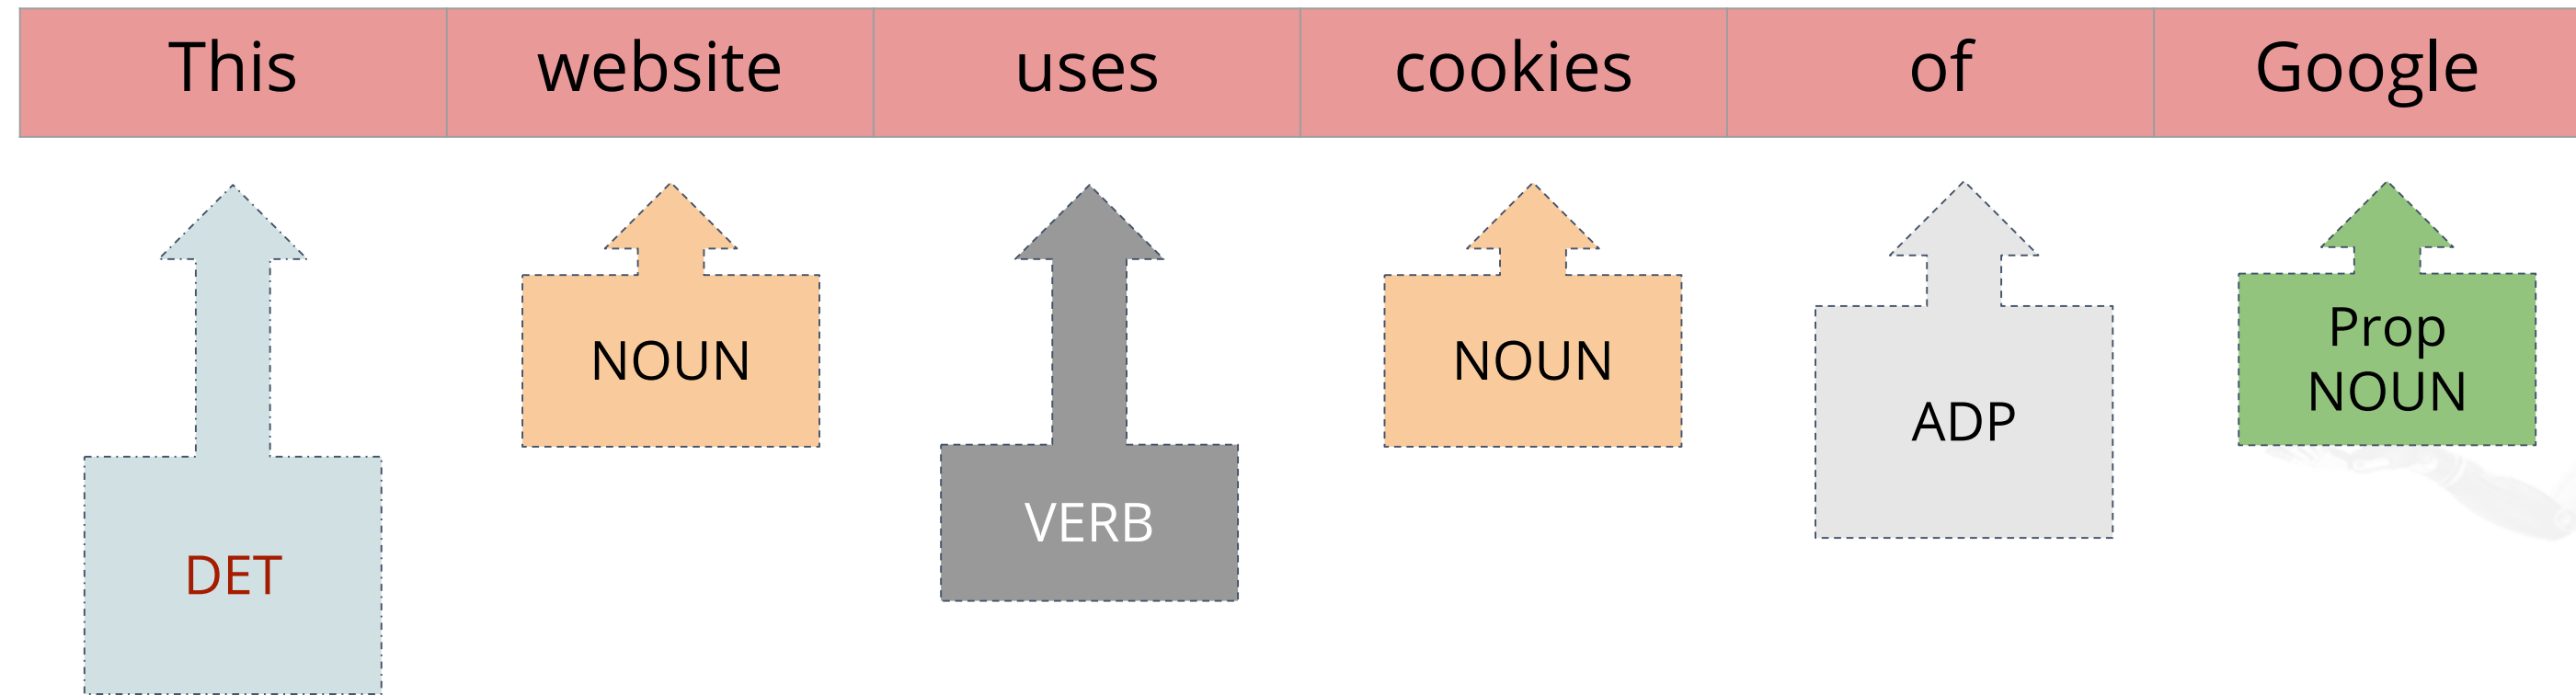 This website uses cookies of Google
NOUN NOUN Prop
NOUN
ADP
VERB
DET